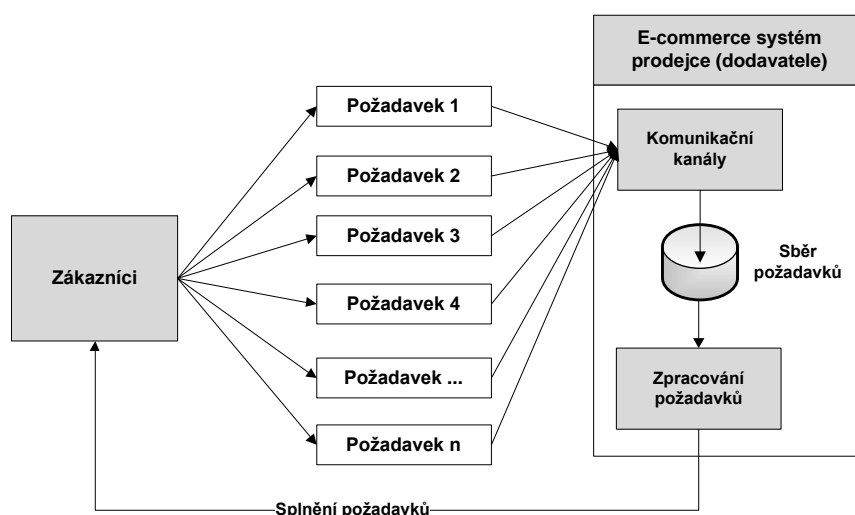 E-commerce systém
prodejce (dodavatele)
Požadavek 1
Komunikační
kanály
Požadavek 2
Požadavek 3
Zákazníci
Sběr
požadavků
Požadavek 4
Požadavek ...
Zpracování
požadavků
Požadavek n
Splnění požadavků